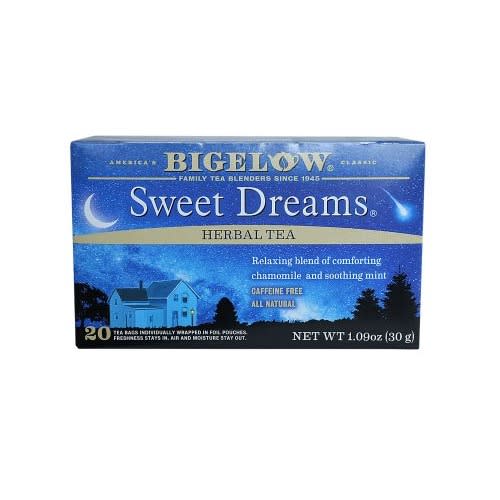 AMERICA'S BIGELOW® CLASSIC
FAMILY TEA BLENDERS SINCE 1945
Sweet Dreams®
HERBAL TEA
Relaxing blend of comforting
chamomile and soothing mint
CAFFEINE FREE
ALL NATURAL
20 TEA BAGS INDIVIDUALLY WRAPPED IN FOIL POUCHES.
FRESHNESS STAYS IN, AIR AND MOISTURE STAY OUT.
NET WT 1.09oz (30 g)